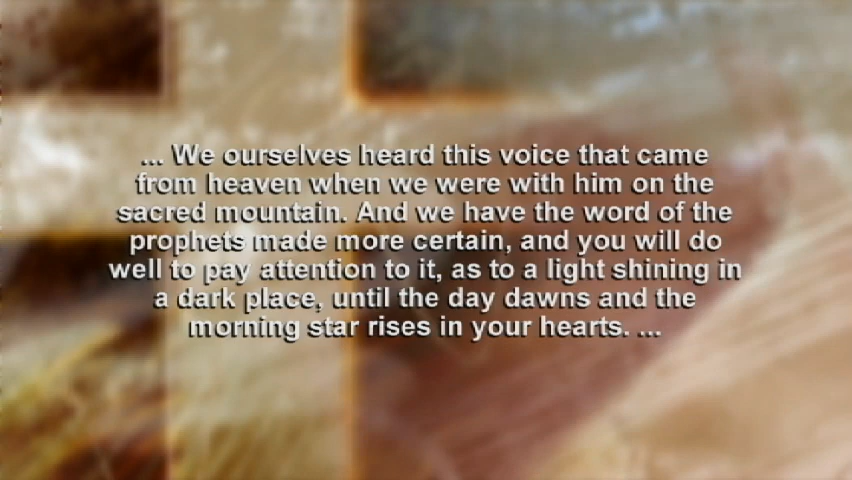 ... We ourselves heard this voice that came
from heaven when we were with him on the
sacred mountain. And we have the word of the
prophets made more certain, and you will do
well to pay attention to it, as to a light shining in
a dark place, until the day dawns and the
morning star rises in your hearts. ...